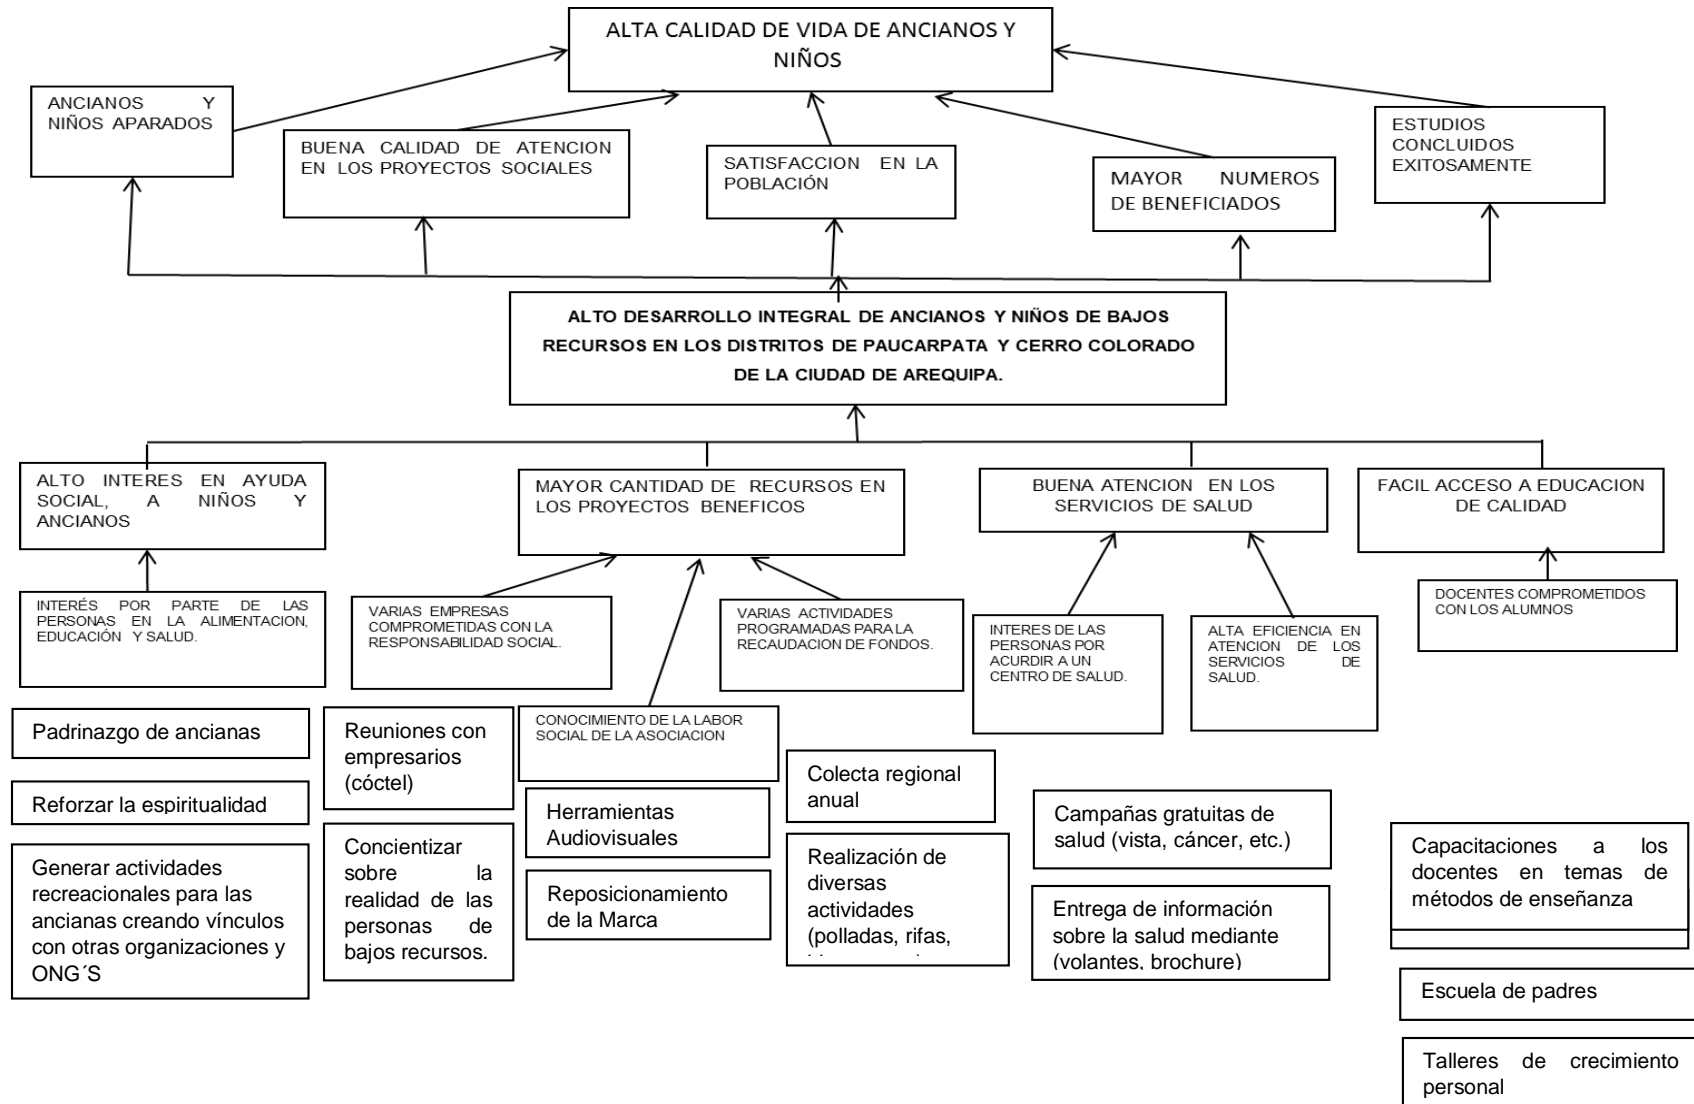 ALTA CALIDAD DE VIDA DE ANCIANOS Y
NIÑOS
ANCIANOS Y
NIÑOS APARADOS
BUENA CALIDAD DE ATENCION
EN LOS PROYECTOS SOCIALES
SATISFACCION EN LA
POBLACIÓN
MAYOR NUMEROS
DE BENEFICIADOS
ESTUDIOS
CONCLUIDOS
EXITOSAMENTE
ALTO DESARROLLO INTEGRAL DE ANCIANOS Y NIÑOS DE BAJOS
RECURSOS EN LOS DISTRITOS DE PAUCARPATA Y CERRO COLORADO
DE LA CIUDAD DE AREQUIPA.
ALTO INTERES EN AYUDA
SOCIAL, A NIÑOS Y
ANCIANOS
MAYOR CANTIDAD DE RECURSOS EN
LOS PROYECTOS BENEFICOS
BUENA ATENCION EN LOS
SERVICIOS DE SALUD
FACIL ACCESO A EDUCACION
DE CALIDAD
INTERÉS POR PARTE DE LAS
PERSONAS EN LA ALIMENTACION,
EDUCACIÓN Y SALUD.
VARIAS EMPRESAS
COMPROMETIDAS CON LA
RESPONSABILIDAD SOCIAL.
VARIAS ACTIVIDADES
PROGRAMADAS PARA LA
RECAUDACION DE FONDOS.
INTERES DE LAS
PERSONAS POR
ACURDIR A UN
CENTRO DE SALUD.
ALTA EFICIENCIA EN
ATENCION DE LOS
SERVICIOS DE
SALUD.
DOCENTES COMPROMETIDOS
CON LOS ALUMNOS
CONOCIMIENTO DE LA LABOR
SOCIAL DE LA ASOCIACION
Padrinazgo de ancianas
Reforzar la espiritualidad
Generar actividades
recreacionales para las
ancianas creando vínculos
con otras organizaciones y
ONG´S
Reuniones con
empresarios
(cóctel)
Concientizar
sobre la
realidad de las
personas de
bajos recursos.
Herramientas
Audiovisuales
Reposicionamiento
de la Marca
Colecta regional
anual
Realización de
diversas
actividades
(polladas, rifas,
Campañas gratuitas de
salud (vista, cáncer, etc.)
Entrega de información
sobre la salud mediante
(volantes, brochure)
Capacitaciones a los
docentes en temas de
métodos de enseñanza
Escuela de padres
Talleres de crecimiento
personal